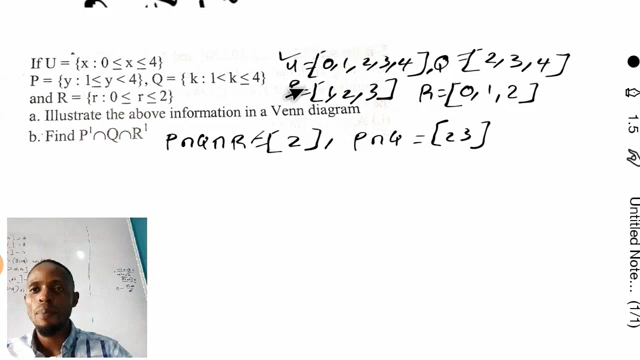 If U = {x : 0 ≤ x ≤ 4}
P = {y : 1≤ y < 4}, Q = { k : 1< k ≤ 4}
and R = {r : 0 ≤ r ≤ 2}
a. Illustrate the above information in a Venn diagram
b. Find P¹∩Q∩R¹
U=[0,1,2,3,4], Q=[2,3,4]
=[1,2,3] R=[0,1,2]
P∩Q∩R=[2], P∩Q=[23]
1.5
Untitled Note... (1/1)